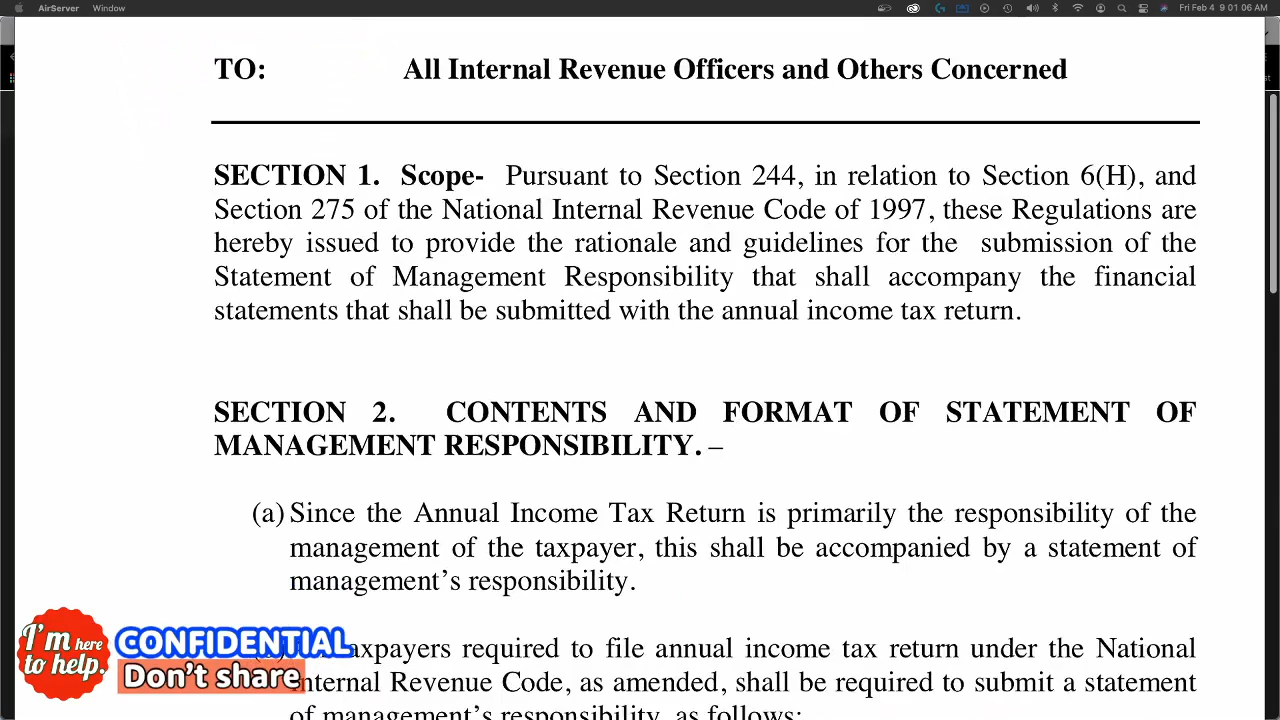 AirServer Window Fri Feb 4 9 01 06 AM
TO: All Internal Revenue Officers and Others Concerned
SECTION 1. Scope- Pursuant to Section 244, in relation to Section 6(H), and
Section 275 of the National Internal Revenue Code of 1997, these Regulations are
hereby issued to provide the rationale and guidelines for the submission of the
Statement of Management Responsibility that shall accompany the financial
statements that shall be submitted with the annual income tax return.
SECTION 2. CONTENTS AND FORMAT OF STATEMENT OF
MANAGEMENT RESPONSIBILITY. –
(a) Since the Annual Income Tax Return is primarily the responsibility of the
management of the taxpayer, this shall be accompanied by a statement of
management’s responsibility.
axpayers required to file annual income tax return under the National
nternal Revenue Code, as amended, shall be required to submit a statement
of management’s responsibility, as follows:
I'm here
to help.
CONFIDENTIAL
Don't share